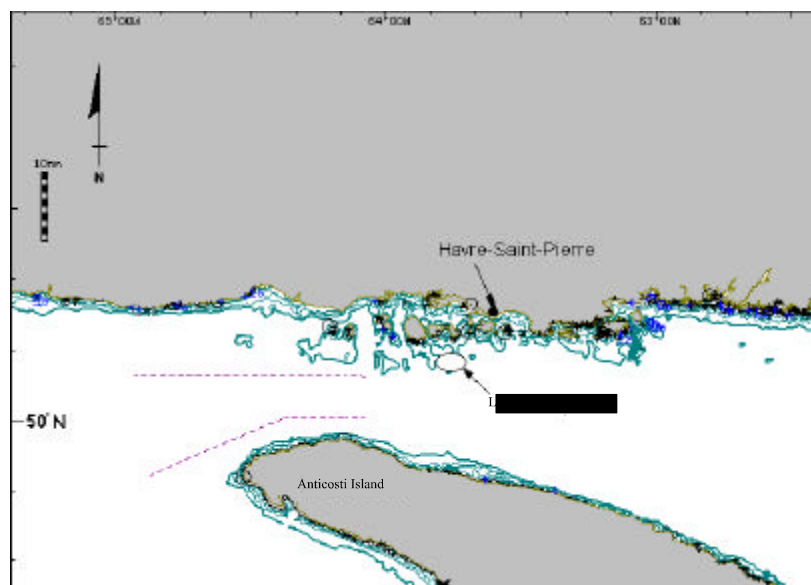 65°00W 64°00W 63°00W
10nm
N
Havre-Saint-Pierre
L
50°N
Anticosti Island